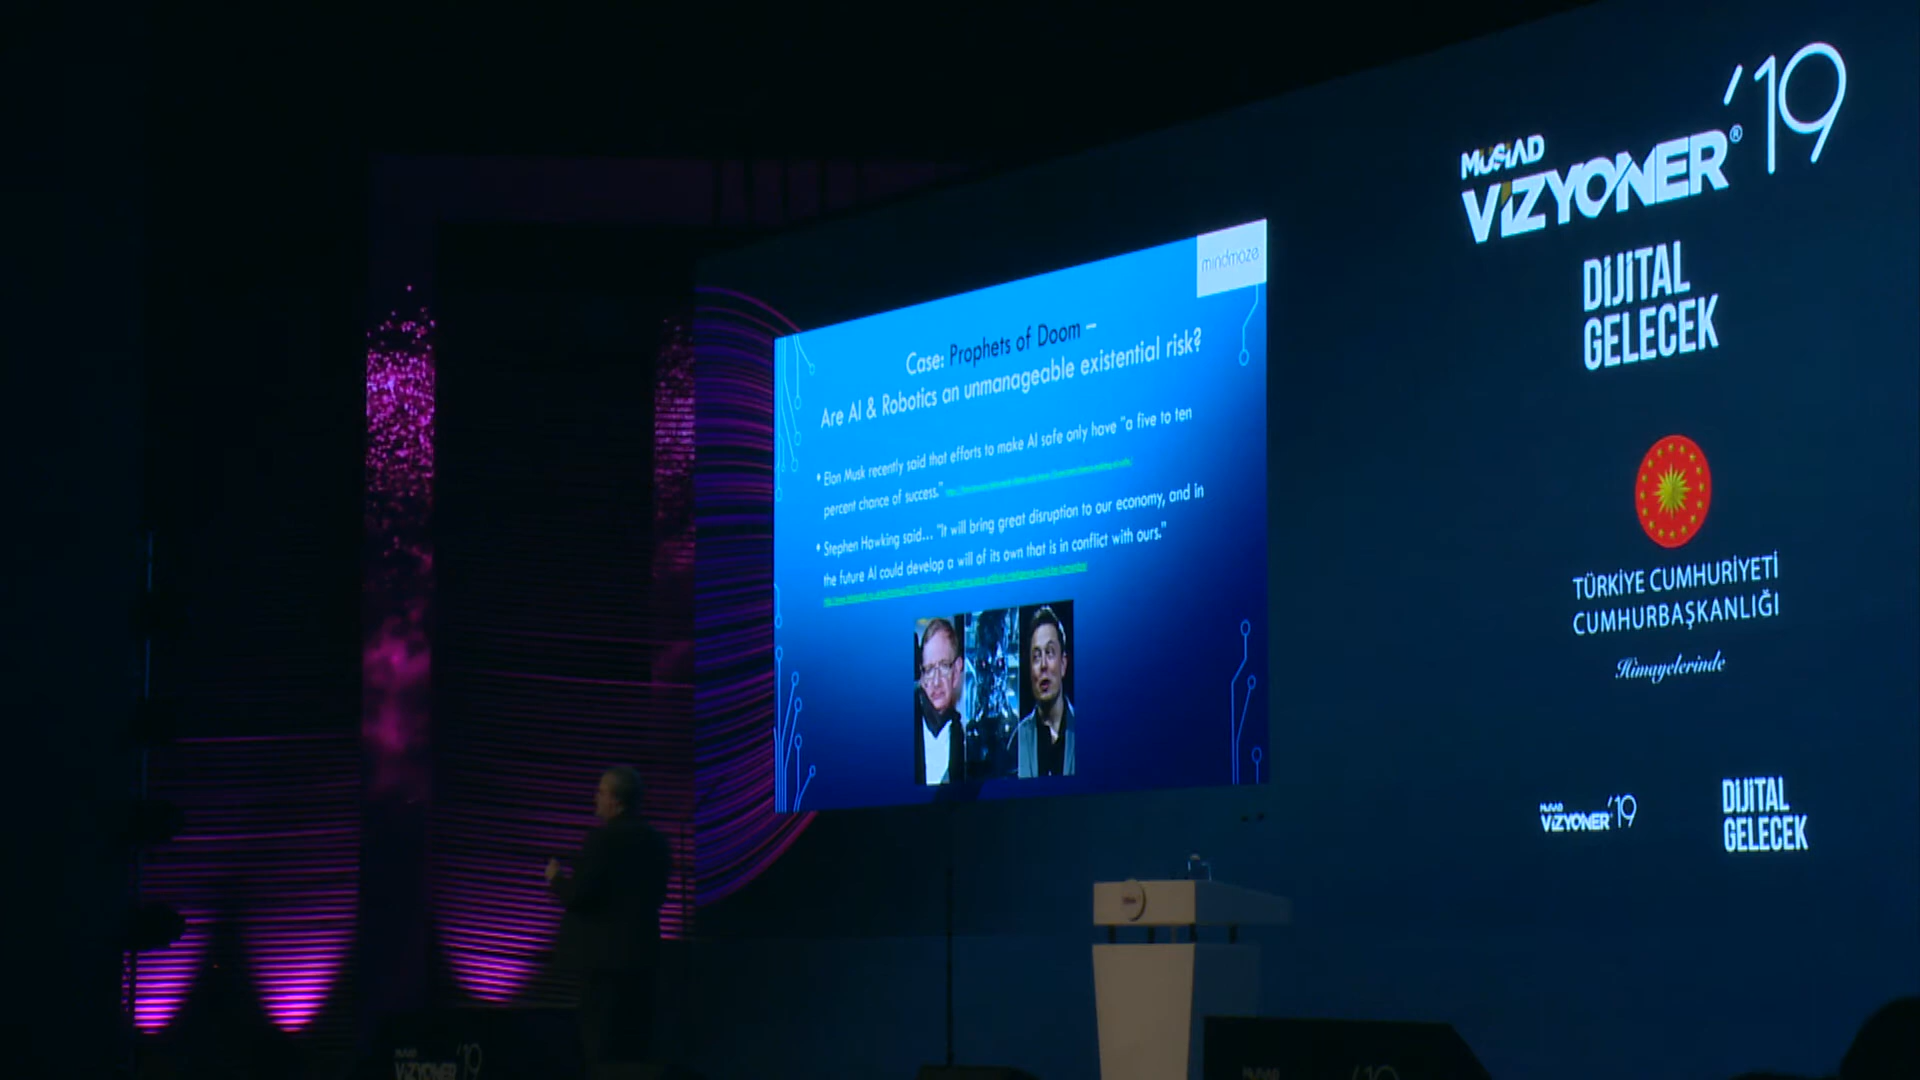 MÜSİAD
VİZYONER® '19
DİJİTAL
GELECEK
mindmaze
Case: Prophets of Doom –
Are AI & Robotics an unmanageable existential risk?
• Elon Musk recently said that efforts to make AI safe only have "a five to ten
percent chance of success."
• Stephen Hawking said... "It will bring great disruption to our economy, and in
the future AI could develop a will of its own that is in conflict with ours."
TÜRKİYE CUMHURİYETİ
CUMHURBAŞKANLIĞI
Himayelerinde
MÜSİAD
VİZYONER '19
DİJİTAL
GELECEK
VİZYONER '19
'19